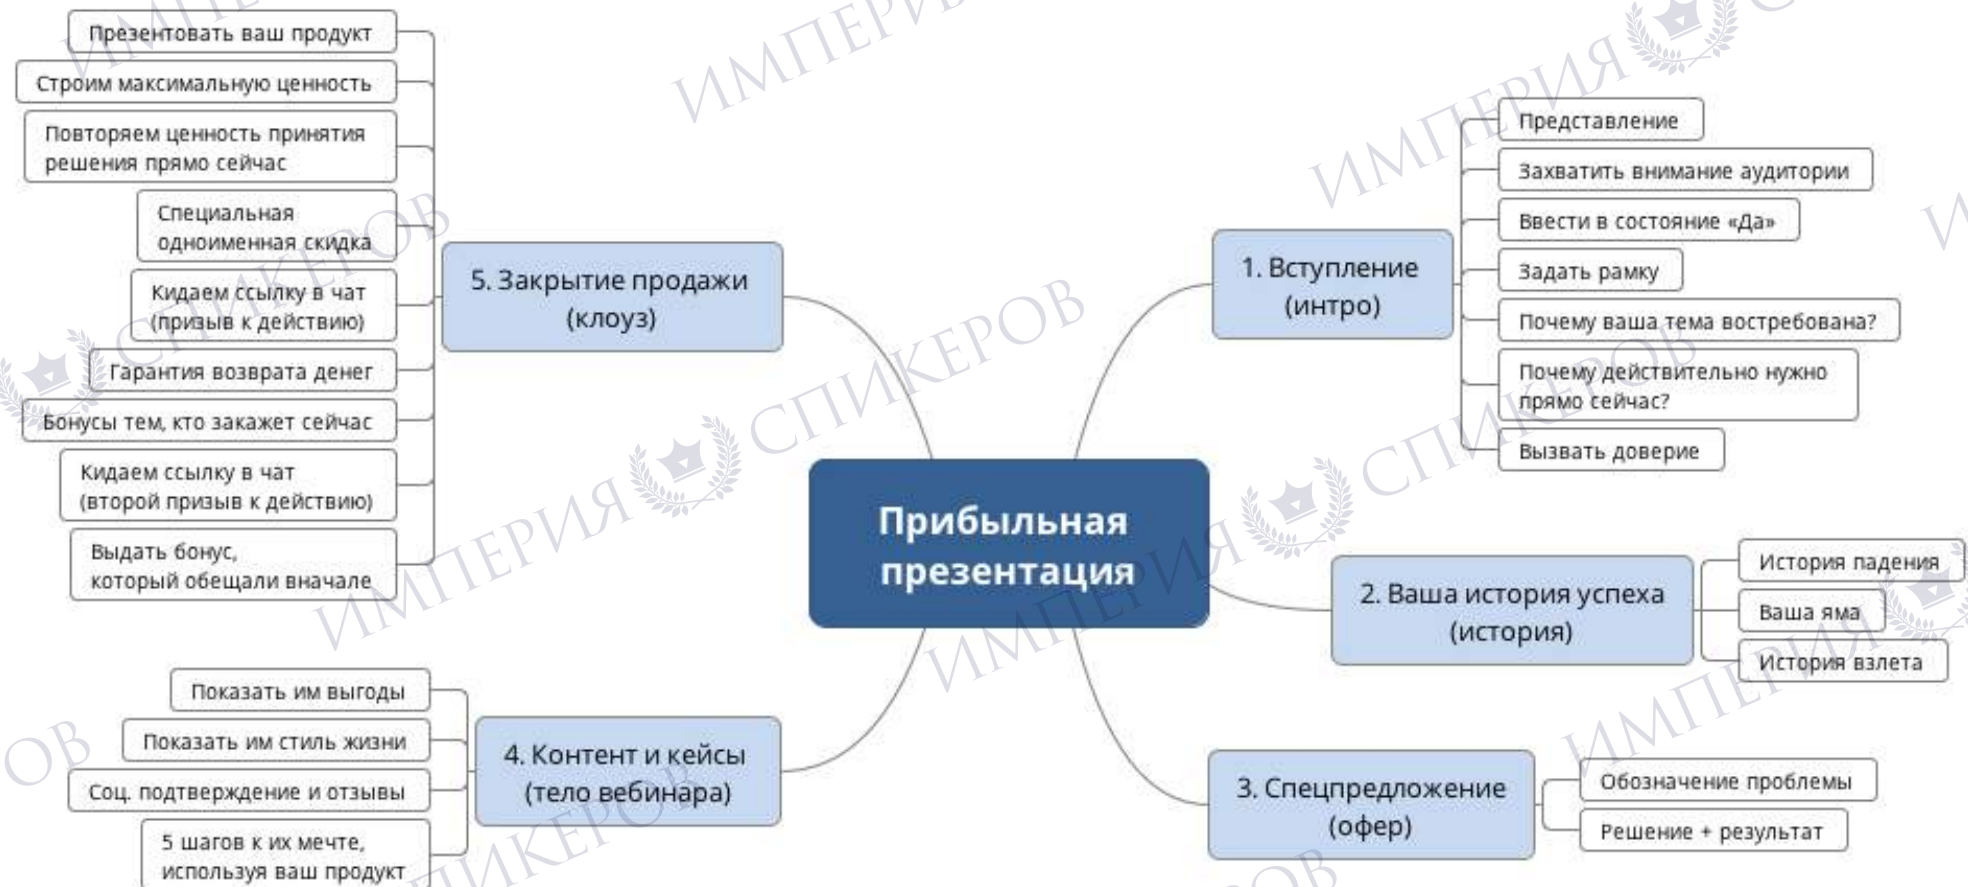 Прибыльная
презентация
1. Вступление
(интро)
Представление
Захватить внимание аудитории
Ввести в состояние «Да»
Задать рамку
Почему ваша тема востребована?
Почему действительно нужно
прямо сейчас?
Вызвать доверие
2. Ваша история успеха
(история)
История падения
Ваша яма
История взлета
3. Спецпредложение
(офер)
Обозначение проблемы
Решение + результат
4. Контент и кейсы
(тело вебинара)
Показать им выгоды
Показать им стиль жизни
Соц. подтверждение и отзывы
5 шагов к их мечте,
используя ваш продукт
5. Закрытие продажи
(клоуз)
Презентовать ваш продукт
Строим максимальную ценность
Повторяем ценность принятия
решения прямо сейчас
Специальная
одноименная скидка
Кидаем ссылку в чат
(призыв к действию)
Гарантия возврата денег
Бонусы тем, кто закажет сейчас
Кидаем ссылку в чат
(второй призыв к действию)
Выдать бонус,
который обещали вначале
ИМПЕРИЯ СПИКЕРОВ
ИМПЕРИЯ СПИКЕРОВ